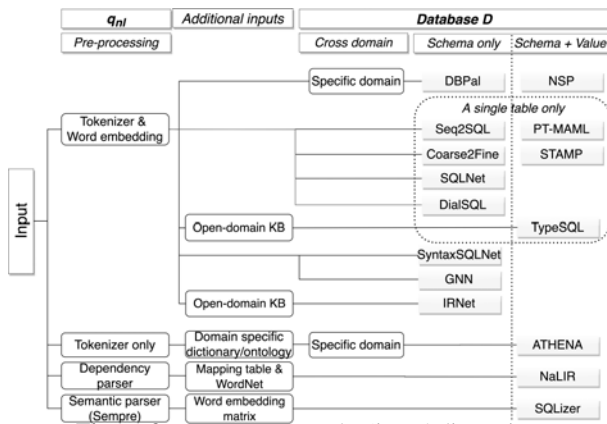 q_nl Additional inputs Database D
Pre-processing Cross domain Schema only Schema + Value
Specific domain DBPal NSP
A single table only
Tokenizer &
Word embedding
Seq2SQL PT-MAML
Coarse2Fine STAMP
SQLNet
DialSQL
Input
Open-domain KB TypeSQL
SyntaxSQLNet
GNN
Open-domain KB IRNet
Tokenizer only Domain specific
dictionary/ontology Specific domain ATHENA
Dependency
parser Mapping table &
WordNet NaLIR
Semantic parser
(Sempre) Word embedding
matrix SQLizer